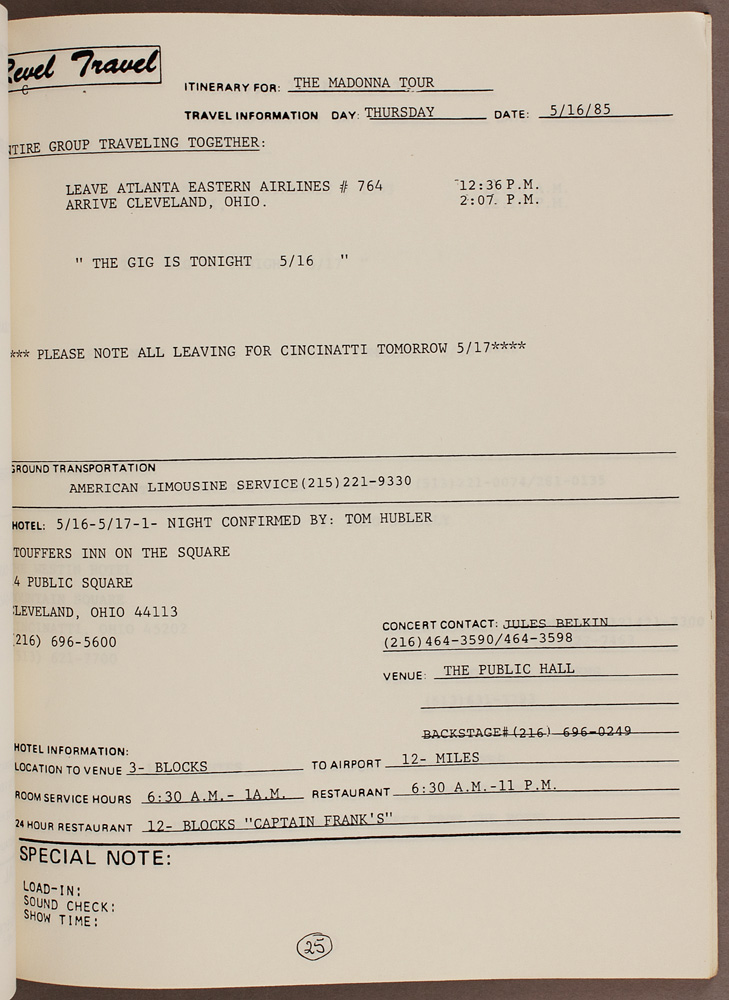 Revel Travel
ITINERARY FOR: THE MADONNA TOUR
TRAVEL INFORMATION DAY: THURSDAY DATE: 5/16/85
NTIRE GROUP TRAVELING TOGETHER:
LEAVE ATLANTA EASTERN AIRLINES # 764 12:36 P.M.
ARRIVE CLEVELAND, OHIO. 2:07. P.M.
" THE GIG IS TONIGHT 5/16 "
*** PLEASE NOTE ALL LEAVING FOR CINCINATTI TOMORROW 5/17****
GROUND TRANSPORTATION
AMERICAN LIMOUSINE SERVICE(215)221-9330
HOTEL: 5/16-5/17-1- NIGHT CONFIRMED BY: TOM HUBLER
TOUFFERS INN ON THE SQUARE
4 PUBLIC SQUARE
CLEVELAND, OHIO 44113
(216) 696-5600
CONCERT CONTACT: JULES BELKIN
(216)464-3590/464-3598
VENUE: THE PUBLIC HALL
BACKSTAGE#(216) 696-0249
HOTEL INFORMATION:
LOCATION TO VENUE 3- BLOCKS TO AIRPORT 12- MILES
ROOM SERVICE HOURS 6:30 A.M.- 1A.M. RESTAURANT 6:30 A.M.-11 P.M.
24 HOUR RESTAURANT 12- BLOCKS "CAPTAIN FRANK'S"
SPECIAL NOTE:
LOAD-IN:
SOUND CHECK:
SHOW TIME:
25